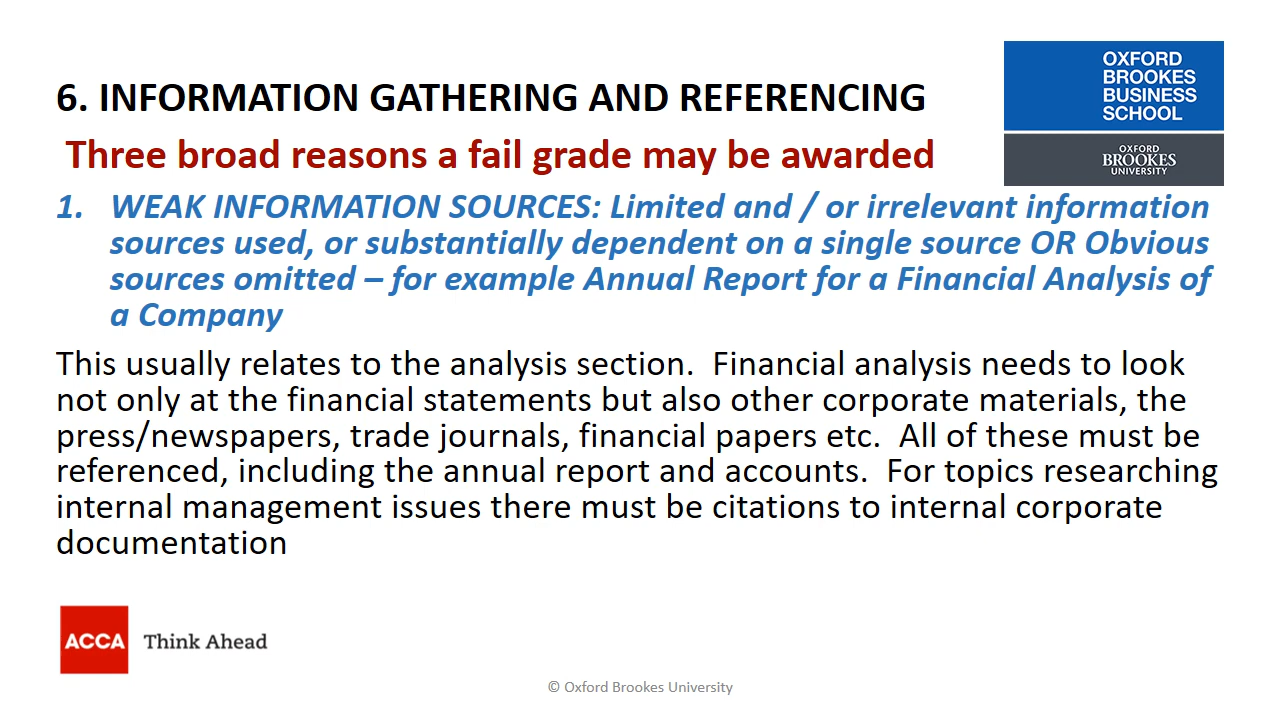 6. INFORMATION GATHERING AND REFERENCING
OXFORD
BROOKES
BUSINESS
SCHOOL
OXFORD
BROOKES
UNIVERSITY
Three broad reasons a fail grade may be awarded
1. WEAK INFORMATION SOURCES: Limited and / or irrelevant information
sources used, or substantially dependent on a single source OR Obvious
sources omitted – for example Annual Report for a Financial Analysis of
a Company
This usually relates to the analysis section.  Financial analysis needs to look
not only at the financial statements but also other corporate materials, the
press/newspapers, trade journals, financial papers etc.  All of these must be
referenced, including the annual report and accounts.  For topics researching
internal management issues there must be citations to internal corporate
documentation
ACCA Think Ahead
© Oxford Brookes University